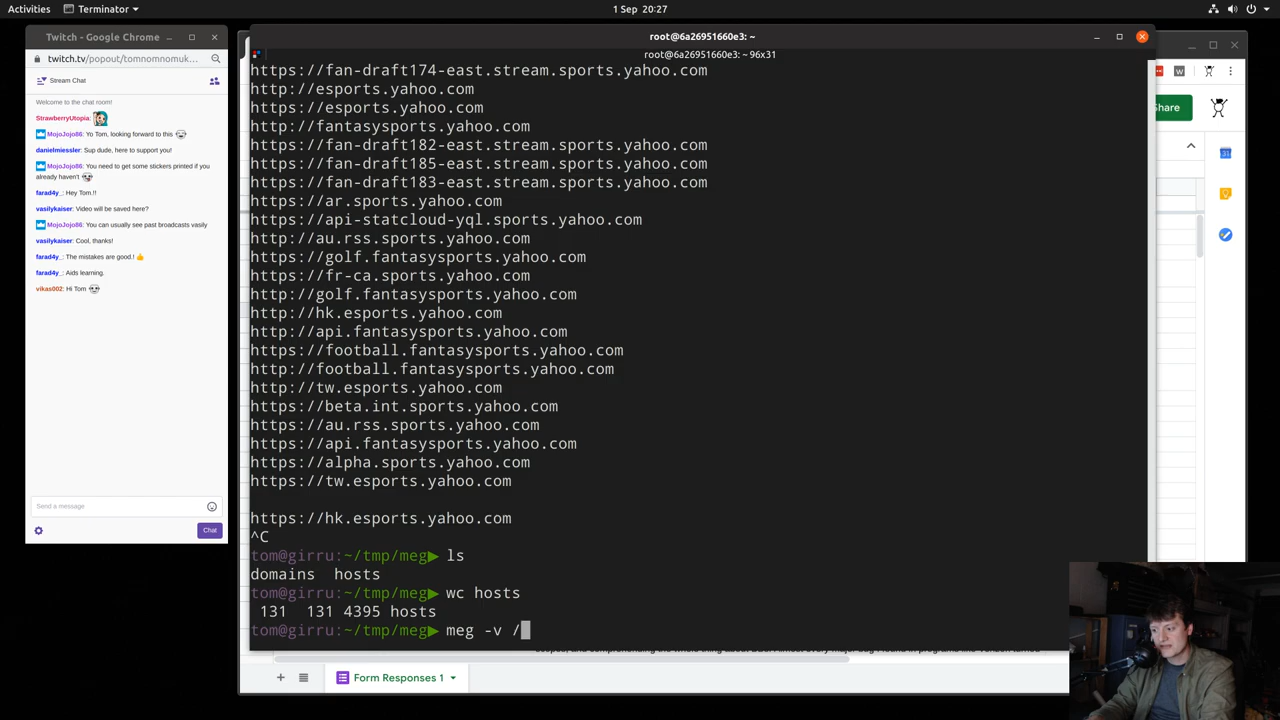 Activities
Terminator
1 Sep 20:27
Twitch - Google Chrome
twitch.tv/popout/tomnomnomuk...
Stream Chat
Welcome to the chat room!
StrawberryUtopia:
MojoJojo86: Yo Tom, looking forward to this
danielmiessler: Sup dude, here to support you!
MojoJojo86: You need to get some stickers printed if you
already haven't
farad4y_: Hey Tom.!!
vasilykaiser: Video will be saved here?
MojoJojo86: You can usually see past broadcasts vasily
vasilykaiser: Cool, thanks!
farad4y_: The mistakes are good.!
farad4y_: Aids learning.
vikas002: Hi Tom
Send a message
Chat
root@6a26951660e3: ~
root@6a26951660e3: ~ 96x31
https://fan-draft174-east.stream.sports.yahoo.com
http://esports.yahoo.com
https://esports.yahoo.com
http://fantasysports.yahoo.com
https://fan-draft182-east.stream.sports.yahoo.com
https://fan-draft185-east.stream.sports.yahoo.com
https://fan-draft183-east.stream.sports.yahoo.com
http://ar.sports.yahoo.com
http://api-statcloud-yql.sports.yahoo.com
http://au.rss.sports.yahoo.com
https://golf.fantasysports.yahoo.com
https://fr-ca.sports.yahoo.com
http://golf.fantasysports.yahoo.com
http://hk.esports.yahoo.com
http://api.fantasysports.yahoo.com
https://football.fantasysports.yahoo.com
http://football.fantasysports.yahoo.com
http://tw.esports.yahoo.com
https://beta.int.sports.yahoo.com
https://au.rss.sports.yahoo.com
https://api.fantasysports.yahoo.com
https://alpha.sports.yahoo.com
https://tw.esports.yahoo.com
https://hk.esports.yahoo.com
^C
tom@girru:~/tmp/meg▶ ls
domains hosts
tom@girru:~/tmp/meg▶ wc hosts
131 131 4395 hosts
tom@girru:~/tmp/meg▶ meg -v /
Share
31
Form Responses 1